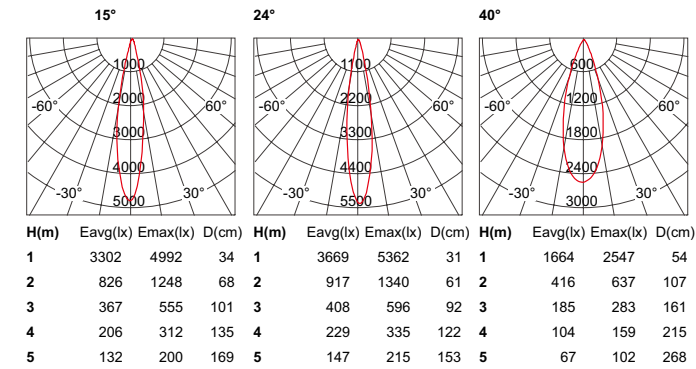 15° 24° 40°
1100 1100 600
2000 2200 1200
-60° 60° -60° 60° -60° 60°
3000 3300 1800
4000 4400 2400
-30° 30° -30° 30° -30° 30°
5000 5500 3000
H(m) Eavg(lx) Emax(lx) D(cm) H(m) Eavg(lx) Emax(lx) D(cm) H(m) Eavg(lx) Emax(lx) D(cm)
1 3302 4992 34 1 3669 5362 31 1 1664 2547 54
2 826 1248 68 2 917 1340 61 2 416 637 107
3 367 555 101 3 408 596 92 3 185 283 161
4 206 312 135 4 229 335 122 4 104 159 215
5 132 200 169 5 147 215 153 5 67 102 268